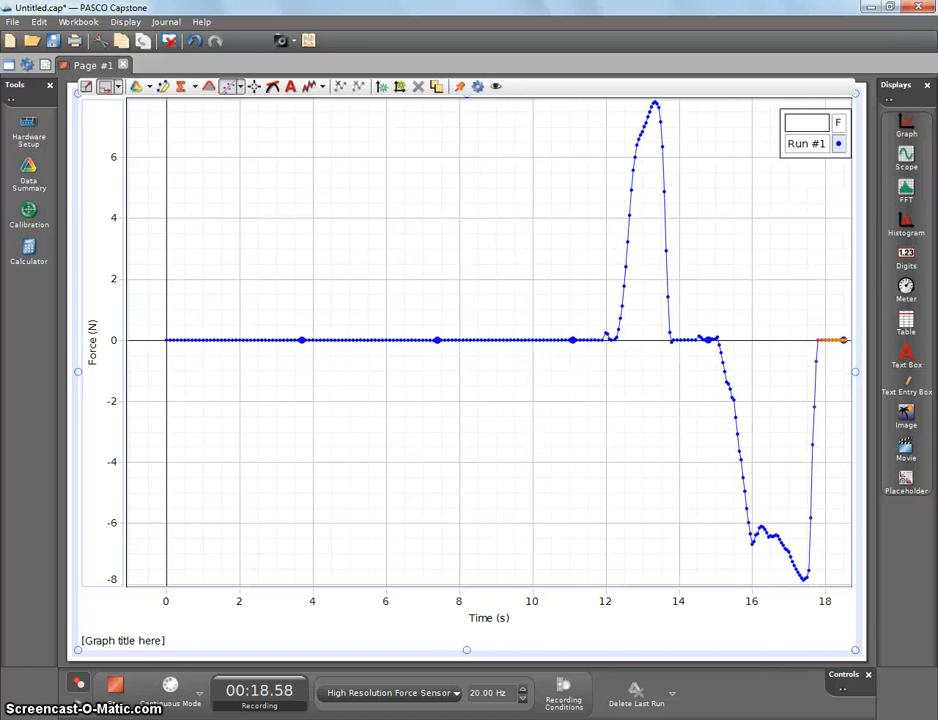 Untitled.cap* — PASCO Capstone
File Edit Workbook Display Journal Help
Page #1
Tools
Hardware
Setup
Data
Summary
Calibration
Calculator
F
Run #1
6
4
2
0
-2
-4
-6
-8
Force (N)
0 2 4 6 8 10 12 14 16 18
Time (s)
[Graph title here]
Displays
Graph
Scope
FFT
Histogram
1.23
Digits
Meter
Table
Text Box
Text Entry Box
Image
Movie
Placeholder
Continuous Mode
00:18.58
Recording
High Resolution Force Sensor
20.00 Hz
Recording
Conditions
Delete Last Run
Controls
Screencast-O-Matic.com